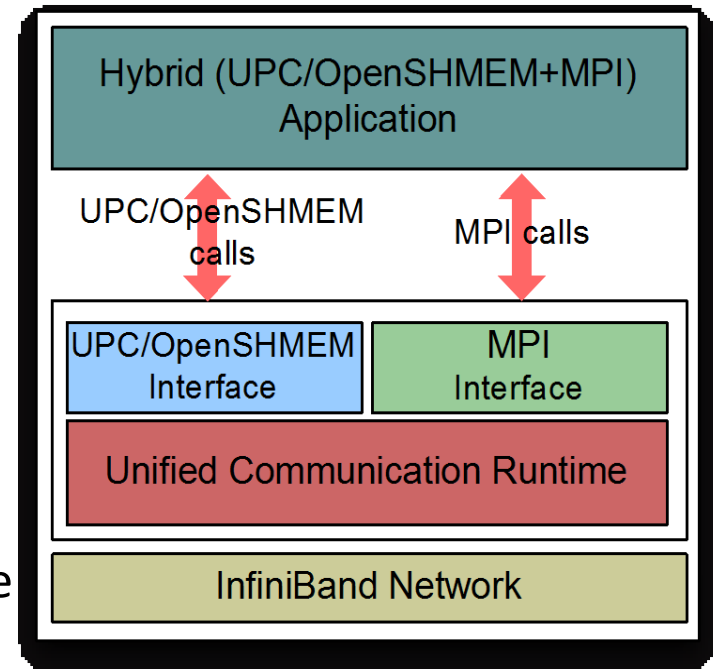 Hybrid (UPC/OpenSHMEM+MPI)
Application
UPC/OpenSHMEM
calls
MPI calls
UPC/OpenSHMEM
Interface
MPI
Interface
Unified Communication Runtime
e
InfiniBand Network